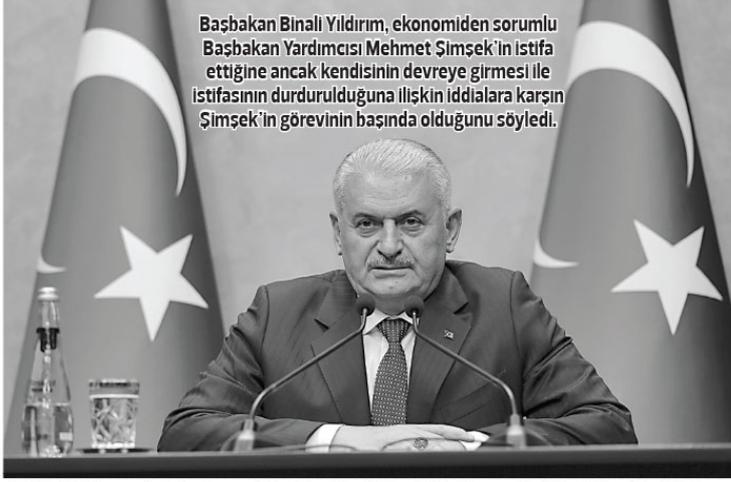 Başbakan Binali Yıldırım, ekonomiden sorumlu
Başbakan Yardımcısı Mehmet Şimşek'in istifa
ettiğine ancak kendisinin devreye girmesi ile
istifasının durdurulduğuna ilişkin iddialara karşın
Şimşek'in görevinin başında olduğunu söyledi.